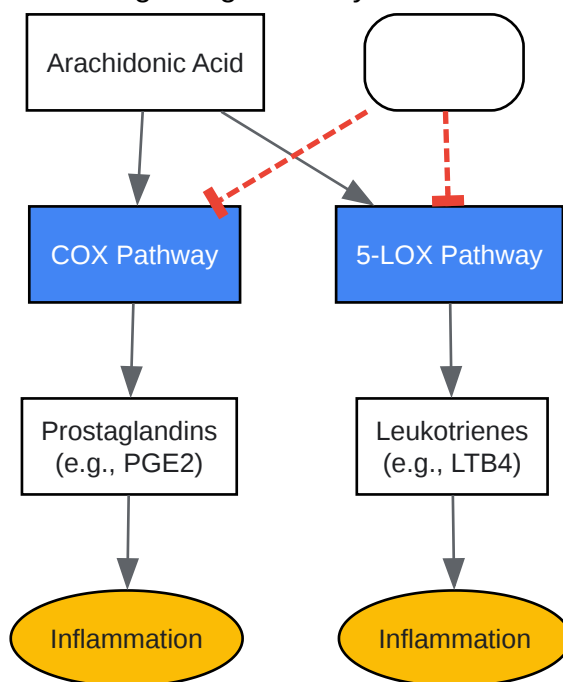 Arachidonic Acid
COX Pathway
5-LOX Pathway
Prostaglandins
(e.g., PGE2)
Leukotrienes
(e.g., LTB4)
Inflammation
Inflammation